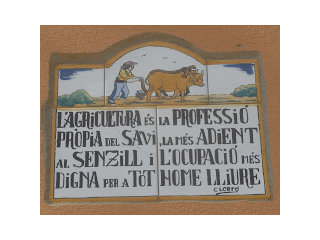 L'AGRICULTURA ÉS LA PROFESSIÓ
PRÒPIA DEL SAVI, LA MÉS ADIENT
AL SENZILL I L'OCUPACIÓ MÉS
DIGNA PER A TÓT HOME LLIURE
CICERÓ